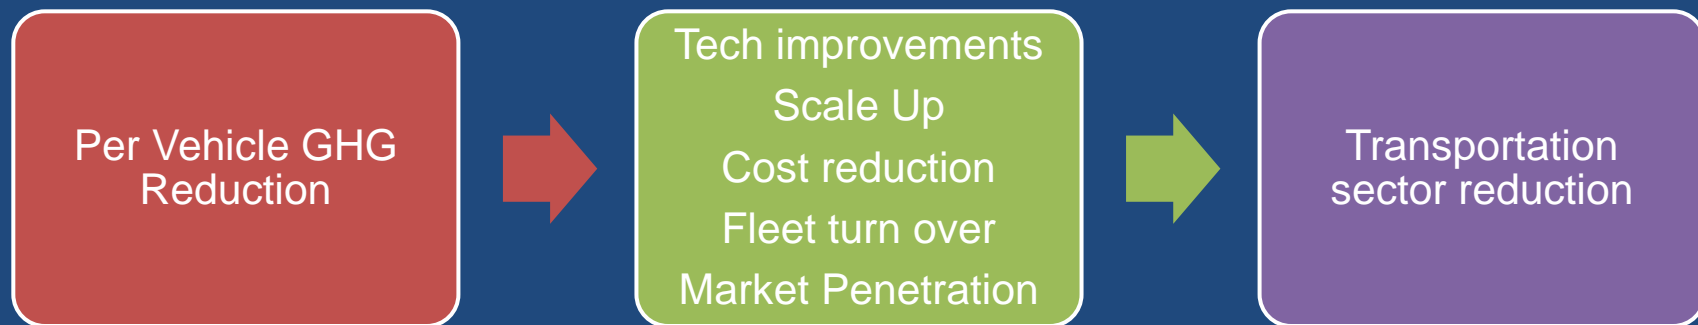 Per Vehicle GHG
Reduction
Tech improvements
Scale Up
Cost reduction
Fleet turn over
Market Penetration
Transportation
sector reduction